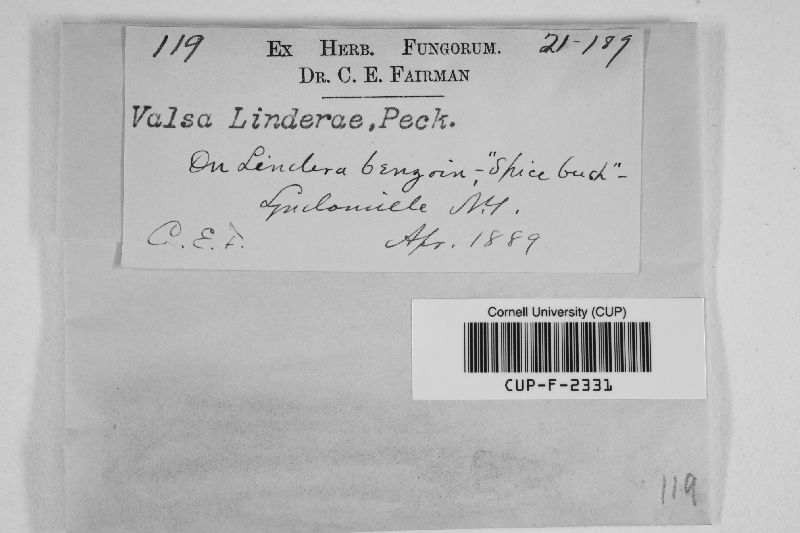 119 Ex Herb. Fungorum. 21-189
Dr. C. E. Fairman
Valsa Linderae, Peck.
On Lindera benzoin,-"Spice bush"-
Lyndonville N.Y.
C. E. F. Apr. 1889
Cornell University (CUP)
CUP-F-2331
119